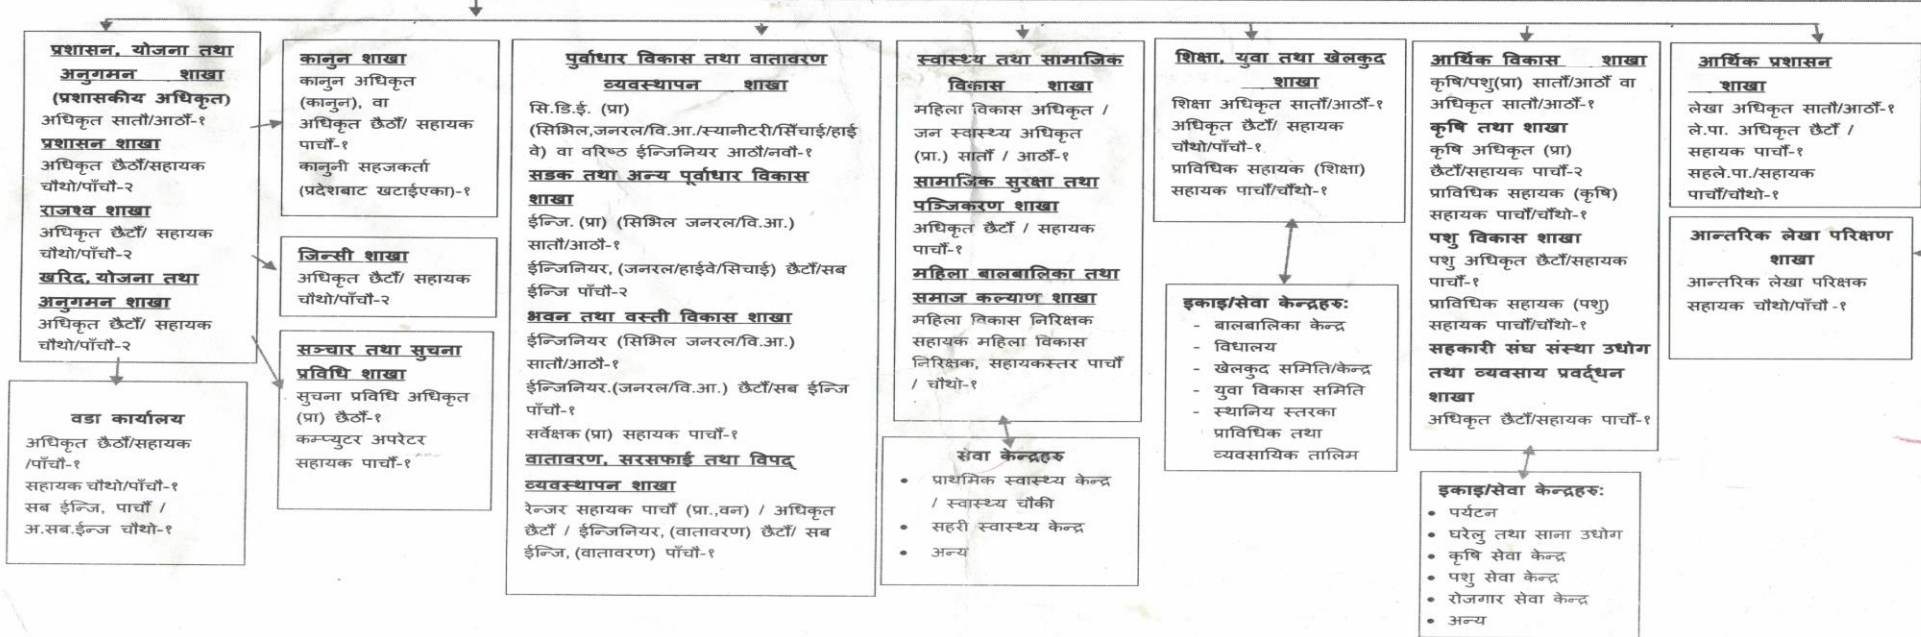 प्रशासन, योजना तथा
अनुगमन शाखा
(प्रशासकीय अधिकृत)
अधिकृत सातौ/आठौं-१
प्रशासन शाखा
अधिकृत छैठौं/सहायक
चौथो/पाँचौ-२
राजश्व शाखा
अधिकृत छैटौं/ सहायक
चौथो/पाँचौ-२
खरिद, योजना तथा
अनुगमन शाखा
अधिकृत छैटौं/ सहायक
चौथो/पाँचौ-२
वडा कार्यालय
अधिकृत छैठौं/सहायक
/पाँचौ-१
सहायक चौथो/पाँचौ-१
सब ईन्जि, पाचौं /
अ.सब.ईन्ज चौथो-१
कानुन शाखा
कानुन अधिकृत
(कानुन), वा
अधिकृत छैठौं/ सहायक
पाचौं-१
कानुनी सहजकर्ता
(प्रदेशबाट खटाईएका)-१
जिन्सी शाखा
अधिकृत छैटौं/ सहायक
चौथो/पाँचौ-२
सञ्चार तथा सुचना
प्रविधि शाखा
सुचना प्रविधि अधिकृत
(प्रा) छैठौं-१
कम्प्युटर अपरेटर
सहायक पाचौं-१
पुर्वाधार विकास तथा वातावरण
व्यवस्थापन शाखा
सि.डि.ई. (प्रा)
(सिभिल,जनरल/वि.आ./स्यानीटरी/सिँचाई/हाई
वे) वा वरिष्ठ ईन्जिनियर आठौ/नवौ-१
सडक तथा अन्य पूर्वाधार विकास
शाखा
ईन्जि. (प्रा) (सिभिल जनरल/वि.आ.)
सातौ/आठौ-१
ईन्जिनियर, (जनरल/हाईवे/सिचाई) छैटौं/सब
ईन्जि पाँचौ-२
भवन तथा वस्ती विकास शाखा
ईन्जिनियर (सिभिल जनरल/वि.आ.)
सातौ/आठौ-१
ईन्जिनियर.(जनरल/वि.आ.) छैटौं/सब ईन्जि
पाँचौ-१
सर्वेक्षक (प्रा) सहायक पाचौं-१
वातावरण, सरसफाई तथा विपद्
व्यवस्थापन शाखा
रेन्जर सहायक पाचौं (प्रा.,वन) / अधिकृत
छैटौं / ईन्जिनियर, (वातावरण) छैटौं/ सब
ईन्जि, (वातावरण) पाँचौ-१
स्वास्थ्य तथा सामाजिक
विकास शाखा
महिला विकास अधिकृत /
जन स्वास्थ्य अधिकृत
(प्रा.) सातौं / आठौं-१
सामाजिक सुरक्षा तथा
पञ्जिकरण शाखा
अधिकृत छैटौं / सहायक
पाचौं-१
महिला बालबालिका तथा
समाज कल्याण शाखा
महिला विकास निरिक्षक
सहायक महिला विकास
निरिक्षक, सहायकस्तर पाचौं
/ चौथो-१
सेवा केन्द्रहरु
• प्राथमिक स्वास्थ्य केन्द्र
/ स्वास्थ्य चौकी
• सहरी स्वास्थ्य केन्द्र
• अन्य
शिक्षा, युवा तथा खेलकुद
शाखा
शिक्षा अधिकृत सातौं/आठौं-१
अधिकृत छैटौं/ सहायक
चौथो/पाचौं-१
प्राविधिक सहायक (शिक्षा)
सहायक पाचौं/चौंथो-१
इकाइ/सेवा केन्द्रहरु:
- बालबालिका केन्द्र
- विधालय
- खेलकुद समिति/केन्द्र
- युवा विकास समिति
- स्थानिय स्तरका
प्राविधिक तथा
व्यवसायिक तालिम
आर्थिक विकास शाखा
कृषि/पशु(प्रा) सातौं/आठौं वा
अधिकृत सातौं/आठौं-१
कृषि तथा शाखा
कृषि अधिकृत (प्रा)
छैटौं/सहायक पाचौं-२
प्राविधिक सहायक (कृषि)
सहायक पाचौं/चौंथो-१
पशु विकास शाखा
पशु अधिकृत छैटौं/सहायक
पाचौं-१
प्राविधिक सहायक (पशु)
सहायक पाचौं/चौंथो-१
सहकारी संघ संस्था उधोग
तथा व्यवसाय प्रवर्द्धन
शाखा
अधिकृत छैटौं/सहायक पाचौं-१
इकाइ/सेवा केन्द्रहरु:
• पर्यटन
• घरेलु तथा साना उधोग
• कृषि सेवा केन्द्र
• पशु सेवा केन्द्र
• रोजगार सेवा केन्द्र
• अन्य
आर्थिक प्रशासन
शाखा
लेखा अधिकृत सातौं/आठौं-१
ले.पा. अधिकृत छैटौं /
सहायक पाचौं-१
सहले.पा./सहायक
पाचौं/चौथो-१
आन्तरिक लेखा परिक्षण
शाखा
आन्तरिक लेखा परिक्षक
सहायक चौथो/पाँचौ -१